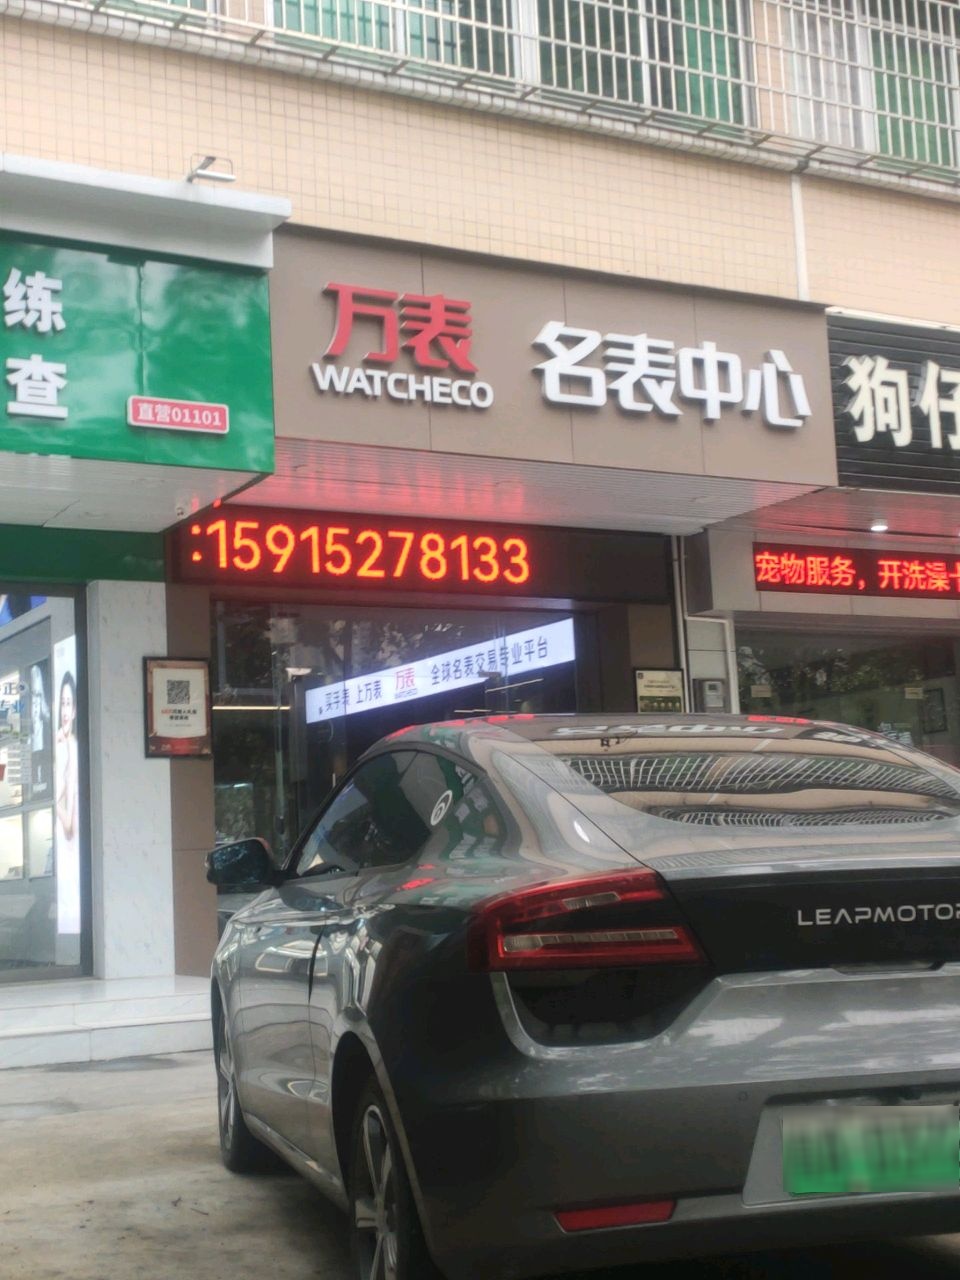 练
查
直营01101
万表
WATCHECO
名表中心
狗仔
:15915278133
宠物服务，开洗澡卡
买手表 上万表 万表 WATCHECO 全球名表交易专业平台
LEAPMOTOR